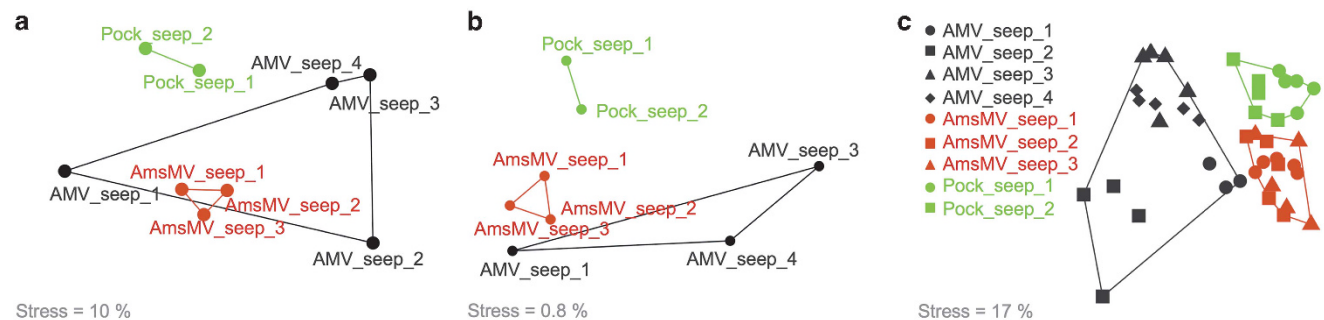 a
Pock_seep_2
Pock_seep_1
AMV_seep_4
AMV_seep_3
AMV_seep_1
AmsMV_seep_1
AmsMV_seep_2
AmsMV_seep_3
AMV_seep_2
Stress = 10 %
b
Pock_seep_1
Pock_seep_2
AmsMV_seep_1
AMV_seep_3
AmsMV_seep_2
AmsMV_seep_3
AMV_seep_1
AMV_seep_4
Stress = 0.8 %
c
AMV_seep_1
AMV_seep_2
AMV_seep_3
AMV_seep_4
AmsMV_seep_1
AmsMV_seep_2
AmsMV_seep_3
Pock_seep_1
Pock_seep_2
Stress = 17 %